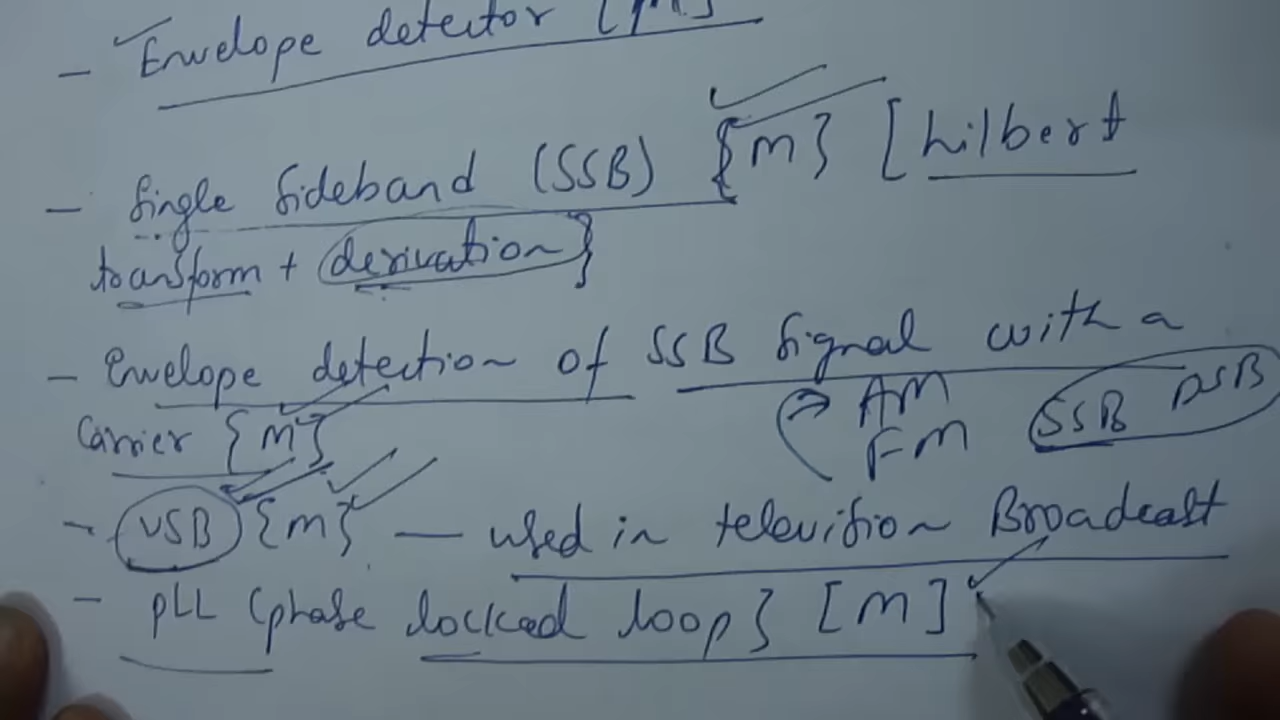 - Envelope detector [M]
- Single Sideband (SSB) {M} [hilbert
transform + derivation}
- Envelope detection of SSB Signal with a
Carrier {M}
AM SSB DSB
FM
- VSB {M} — used in television Broadcast
- PLL (phase locked loop} [M]